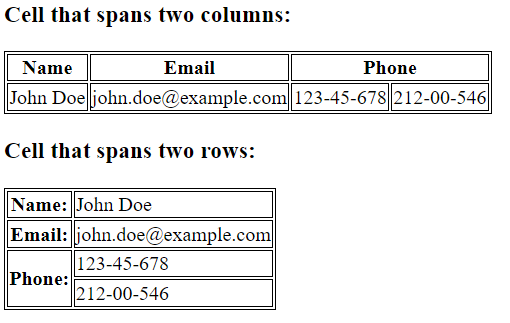 Cell that spans two columns:
Name Email Phone
John Doe john.doe@example.com 123-45-678 212-00-546
Cell that spans two rows:
Name: John Doe
Email: john.doe@example.com
Phone: 123-45-678
212-00-546